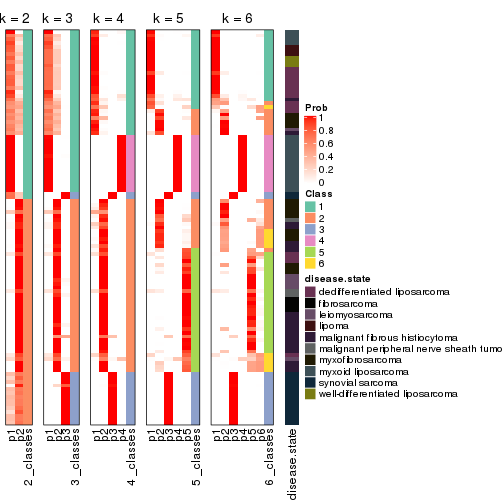 k = 2 k = 3 k = 4 k = 5 k = 6
Prob
1
0.8
0.6
0.4
0.2
0
Class
1
2
3
4
5
6
disease.state
dedifferentiated liposarcoma
fibrosarcoma
leiomyosarcoma
lipoma
malignant fibrous histiocytoma
malignant peripheral nerve sheath tumo
myxofibrosarcoma
myxoid liposarcoma
synovial sarcoma
well-differentiated liposarcoma
p1
p2
2_classes
p1
p2
p3
3_classes
p1
p2
p3
p4
4_classes
p1
p2
p3
p4
p5
5_classes
p1
p2
p3
p4
p5
p6
6_classes
disease.state